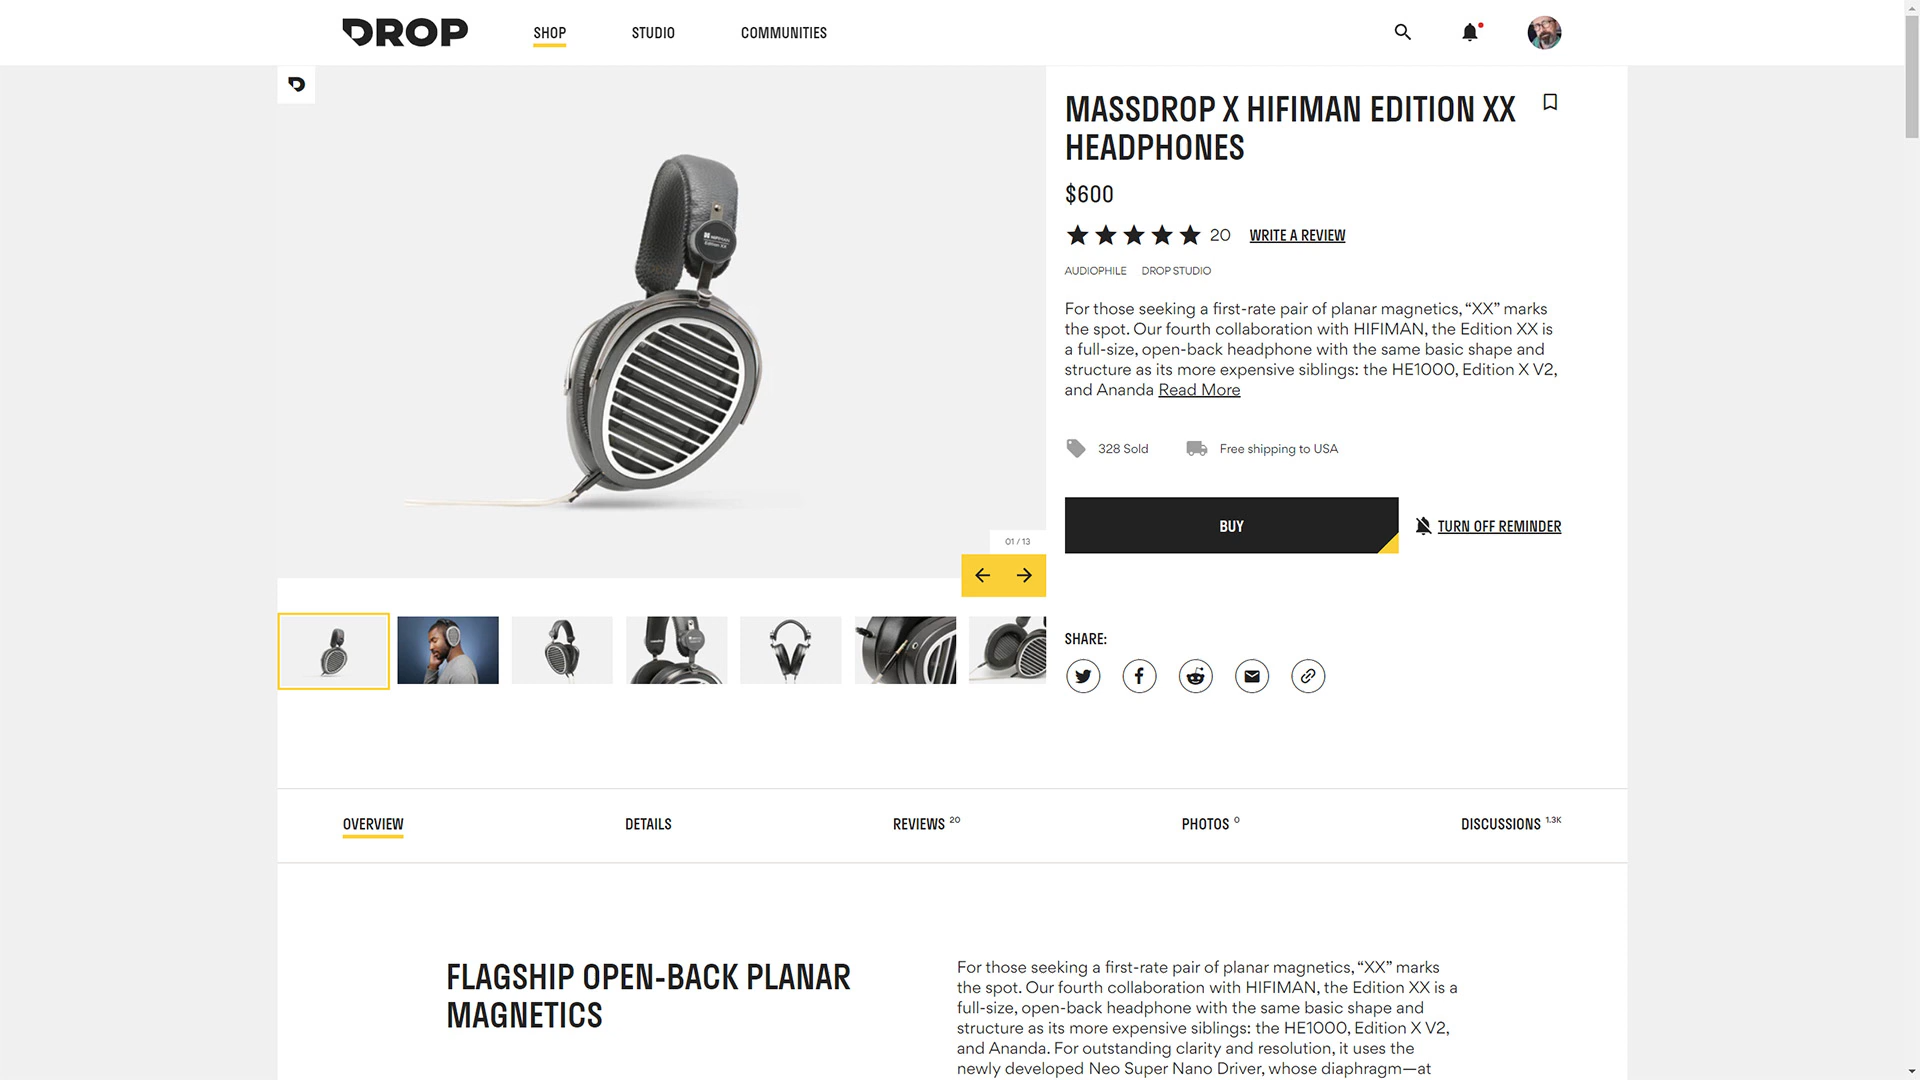 DROP
SHOP
STUDIO
COMMUNITIES
MASSDROP X HIFIMAN EDITION XX
HEADPHONES
$600
20 WRITE A REVIEW
AUDIOPHILE DROP STUDIO
For those seeking a first-rate pair of planar magnetics, “XX” marks
the spot. Our fourth collaboration with HIFIMAN, the Edition XX is
a full-size, open-back headphone with the same basic shape and
structure as its more expensive siblings: the HE1000, Edition X V2,
and Ananda Read More
328 Sold
Free shipping to USA
BUY
TURN OFF REMINDER
HIFIMAN
Edition XX
01 / 13
SHARE:
OVERVIEW
DETAILS
REVIEWS 20
PHOTOS 0
DISCUSSIONS 1.3K
FLAGSHIP OPEN-BACK PLANAR
MAGNETICS
For those seeking a first-rate pair of planar magnetics, “XX” marks
the spot. Our fourth collaboration with HIFIMAN, the Edition XX is a
full-size, open-back headphone with the same basic shape and
structure as its more expensive siblings: the HE1000, Edition X V2,
and Ananda. For outstanding clarity and resolution, it uses the
newly developed Neo Super Nano Driver, whose diaphragm—at